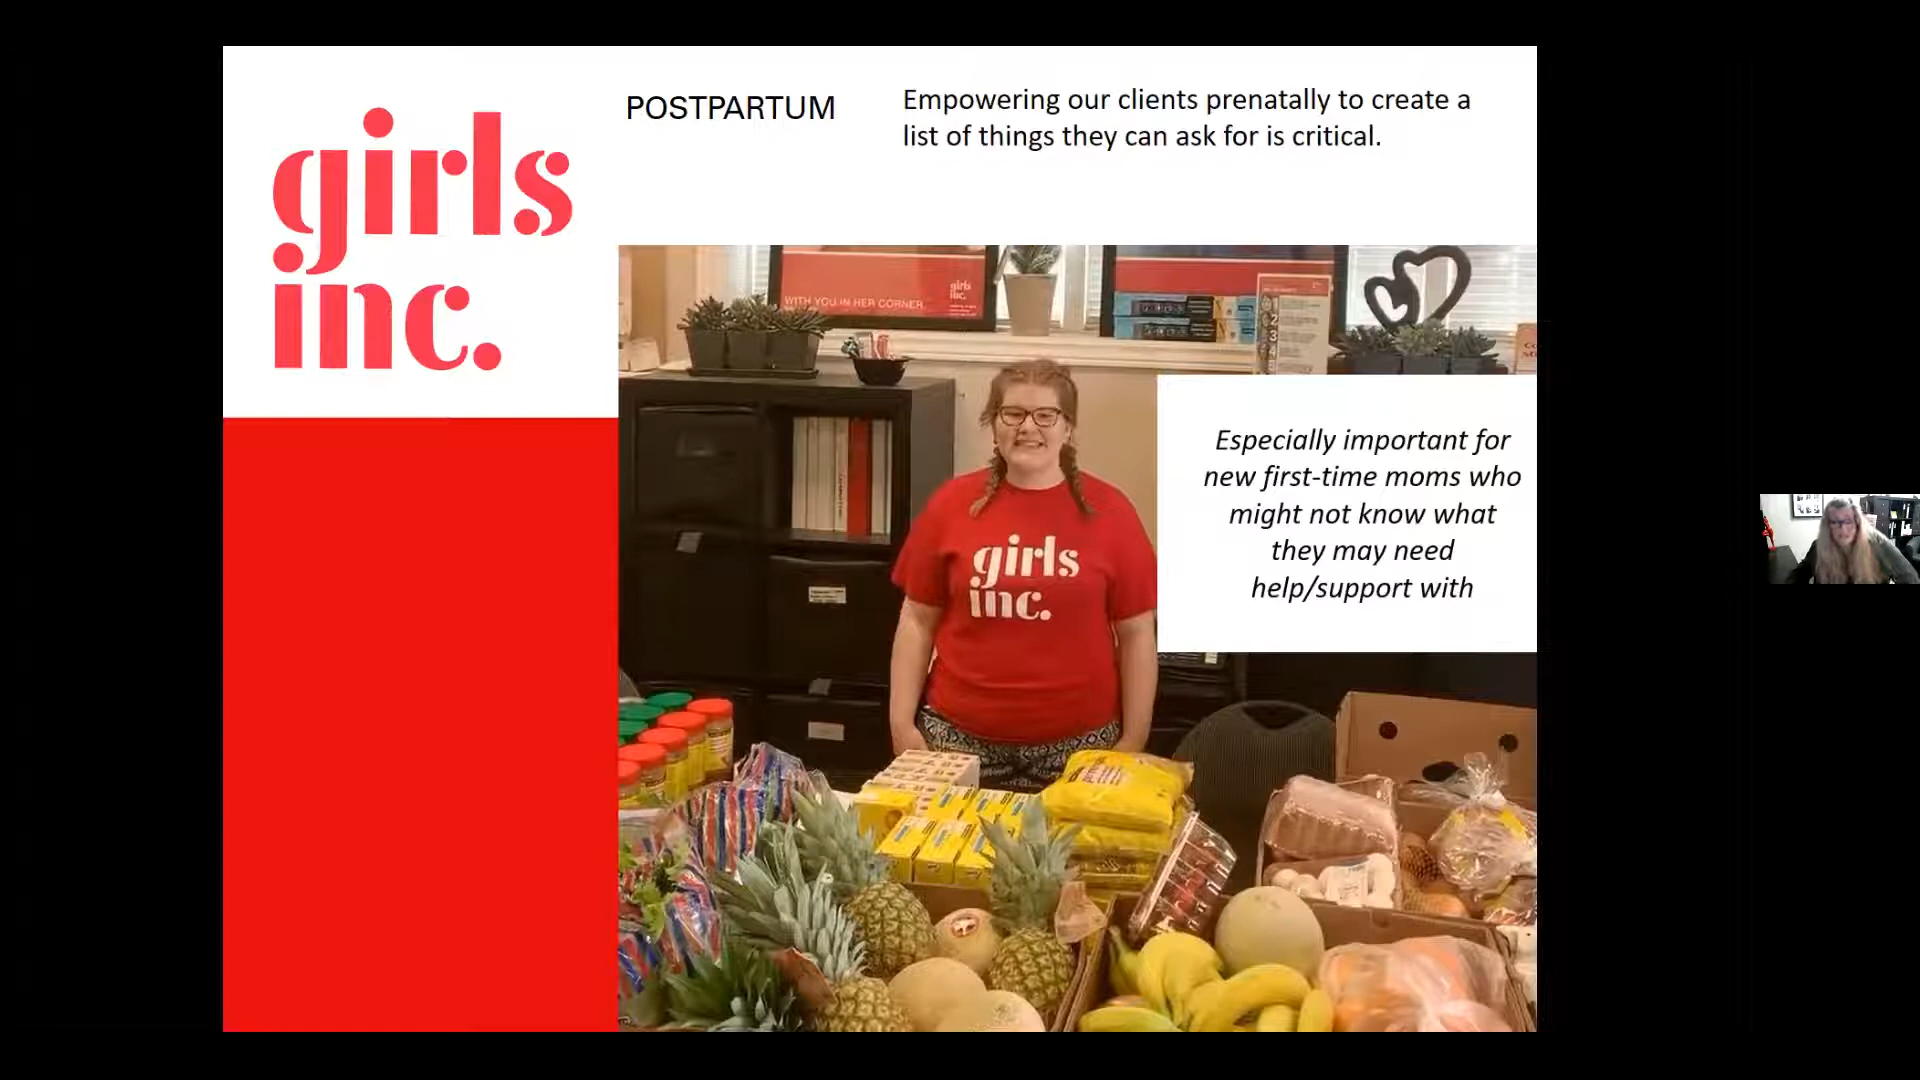 girls
inc.
POSTPARTUM
Empowering our clients prenatally to create a
list of things they can ask for is critical.
WITH YOU IN HER CORNER.
girls
inc.
Especially important for
new first-time moms who
might not know what
they may need
help/support with
girls
inc.